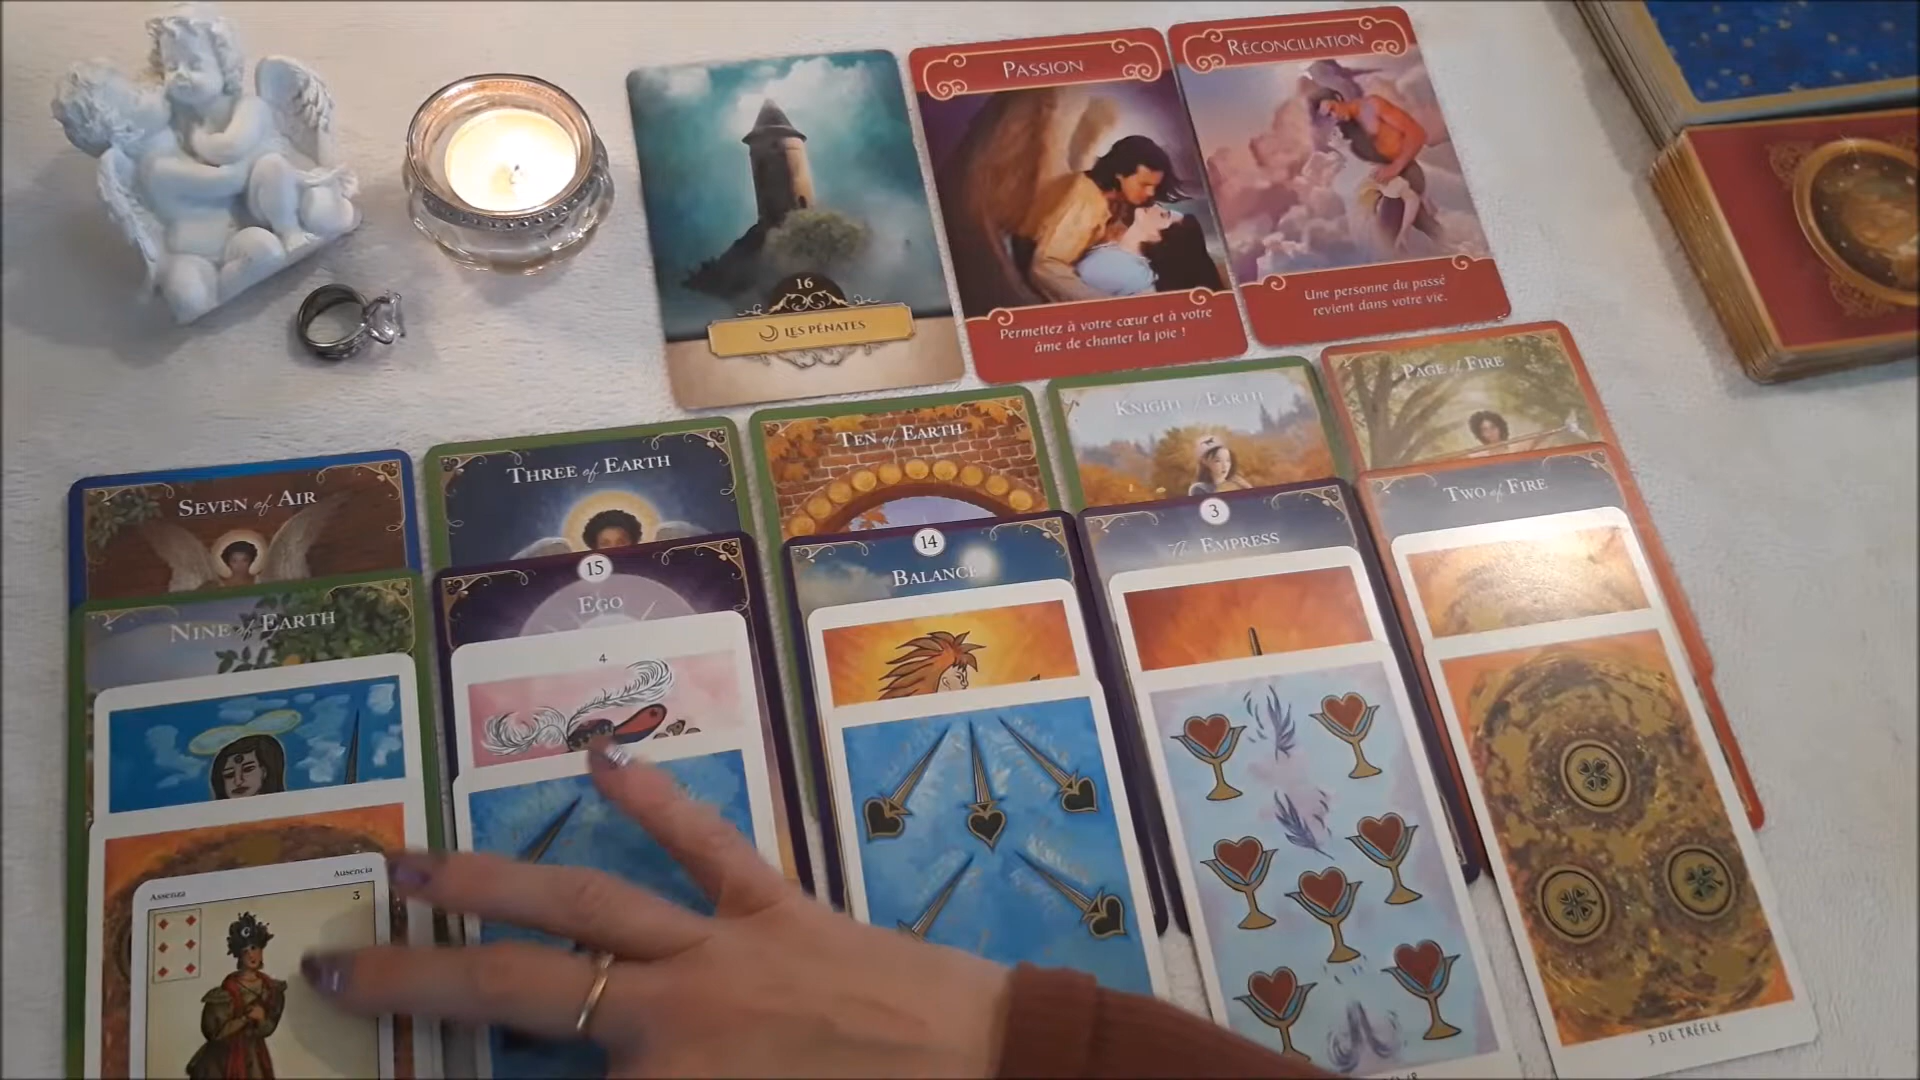 16
LES PÉNATES
PASSION
Permettez à votre cœur et à votre
âme de chanter la joie !
RÉCONCILIATION
Une personne du passé
revient dans votre vie.
SEVEN of AIR
THREE of EARTH
TEN of EARTH
KNIGHT of EARTH
PAGE of FIRE
NINE of EARTH
15
EGO
14
BALANCE
3
The EMPRESS
TWO of FIRE
4
Assenza
Ausencia
3
C
3 DE TRÈFLE